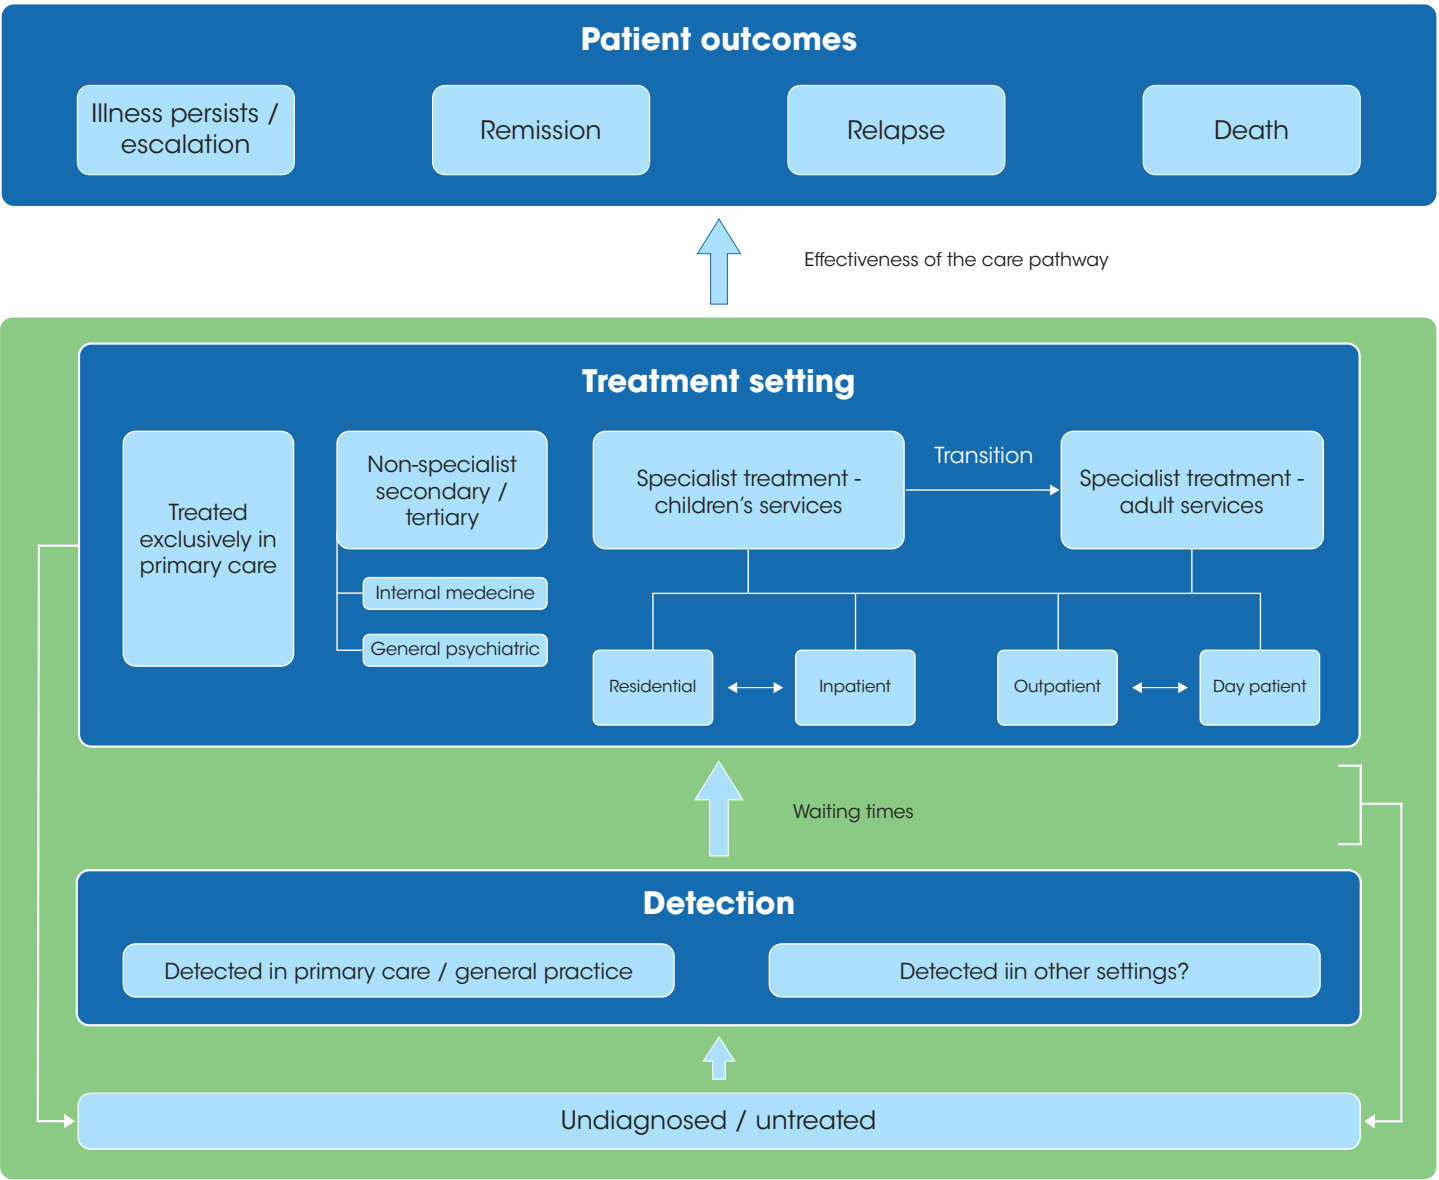 Patient outcomes
Illness persists /
escalation
Remission
Relapse
Death
Effectiveness of the care pathway
Treatment setting
Treated
exclusively in
primary care
Non-specialist
secondary /
tertiary
Internal medecine
General psychiatric
Specialist treatment -
children's services
Transition
Specialist treatment -
adult services
Residential
Inpatient
Outpatient
Day patient
Waiting times
Detection
Detected in primary care / general practice
Detected iin other settings?
Undiagnosed / untreated